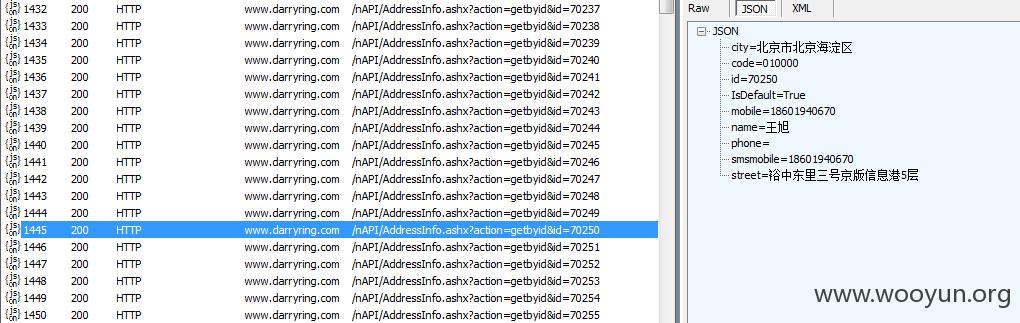 1432 200 HTTP www.darryring.com /nAPI/AddressInfo.ashx?action=getbyid&id=70237
1433 200 HTTP www.darryring.com /nAPI/AddressInfo.ashx?action=getbyid&id=70238
1434 200 HTTP www.darryring.com /nAPI/AddressInfo.ashx?action=getbyid&id=70239
1435 200 HTTP www.darryring.com /nAPI/AddressInfo.ashx?action=getbyid&id=70240
1436 200 HTTP www.darryring.com /nAPI/AddressInfo.ashx?action=getbyid&id=70241
1437 200 HTTP www.darryring.com /nAPI/AddressInfo.ashx?action=getbyid&id=70242
1438 200 HTTP www.darryring.com /nAPI/AddressInfo.ashx?action=getbyid&id=70243
1439 200 HTTP www.darryring.com /nAPI/AddressInfo.ashx?action=getbyid&id=70244
1440 200 HTTP www.darryring.com /nAPI/AddressInfo.ashx?action=getbyid&id=70245
1441 200 HTTP www.darryring.com /nAPI/AddressInfo.ashx?action=getbyid&id=70246
1442 200 HTTP www.darryring.com /nAPI/AddressInfo.ashx?action=getbyid&id=70247
1443 200 HTTP www.darryring.com /nAPI/AddressInfo.ashx?action=getbyid&id=70248
1444 200 HTTP www.darryring.com /nAPI/AddressInfo.ashx?action=getbyid&id=70249
1445 200 HTTP www.darryring.com /nAPI/AddressInfo.ashx?action=getbyid&id=70250
1446 200 HTTP www.darryring.com /nAPI/AddressInfo.ashx?action=getbyid&id=70251
1447 200 HTTP www.darryring.com /nAPI/AddressInfo.ashx?action=getbyid&id=70252
1448 200 HTTP www.darryring.com /nAPI/AddressInfo.ashx?action=getbyid&id=70253
1449 200 HTTP www.darryring.com /nAPI/AddressInfo.ashx?action=getbyid&id=70254
1450 200 HTTP www.darryring.com /nAPI/AddressInfo.ashx?action=getbyid&id=70255
Raw JSON XML
JSON
city=北京市北京海淀区
code=010000
id=70250
IsDefault=True
mobile=18601940670
name=王旭
phone=
smsmobile=18601940670
street=裕中东里三号京版信息港5层
www.wooyun.org